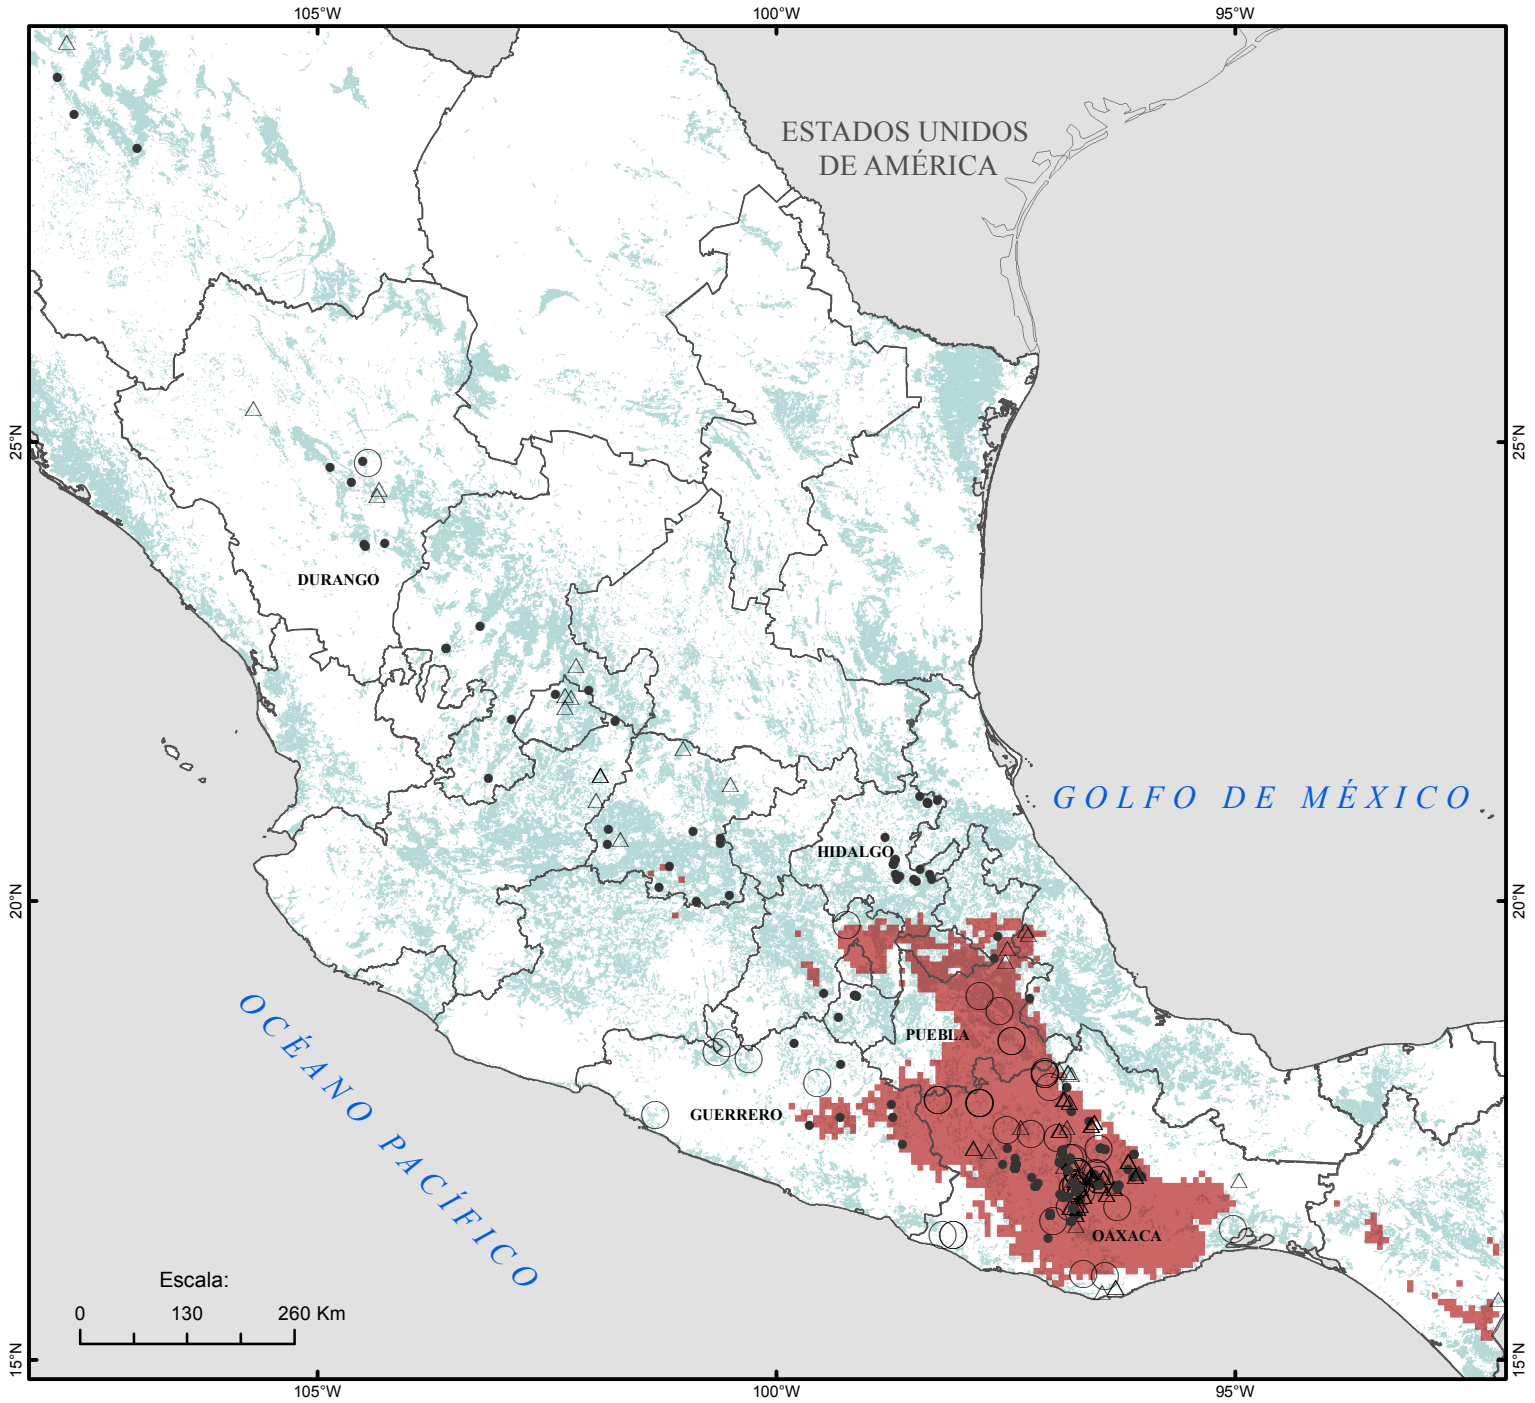 105°W 100°W 95°W
ESTADOS UNIDOS
DE AMÉRICA
25°N 25°N
DURANGO
GOLFO DE MÉXICO
HIDALGO
20°N 20°N
OCÉANO PACÍFICO
PUEBLA
GUERRERO
OAXACA
Escala:
0 130 260 Km
15°N 15°N
105°W 100°W 95°W